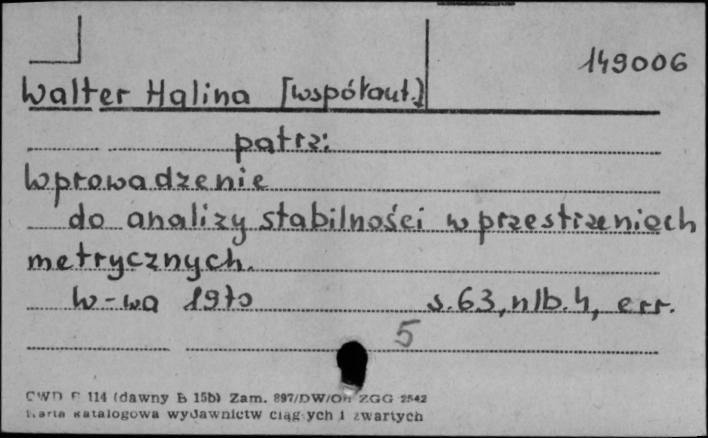 149006
Walter Halina [współaut.]
patrz:
Wprowadzenie
do analizy stabilności w przestrzeniach
metrycznych.
W-wa 1970 s. 63, nlb. 4, err.
5
114 (dawny B 15b) Zam. 897/DW/Oh ZGG 2542
Karta katalogowa wydawnictw ciągłych i zwartych